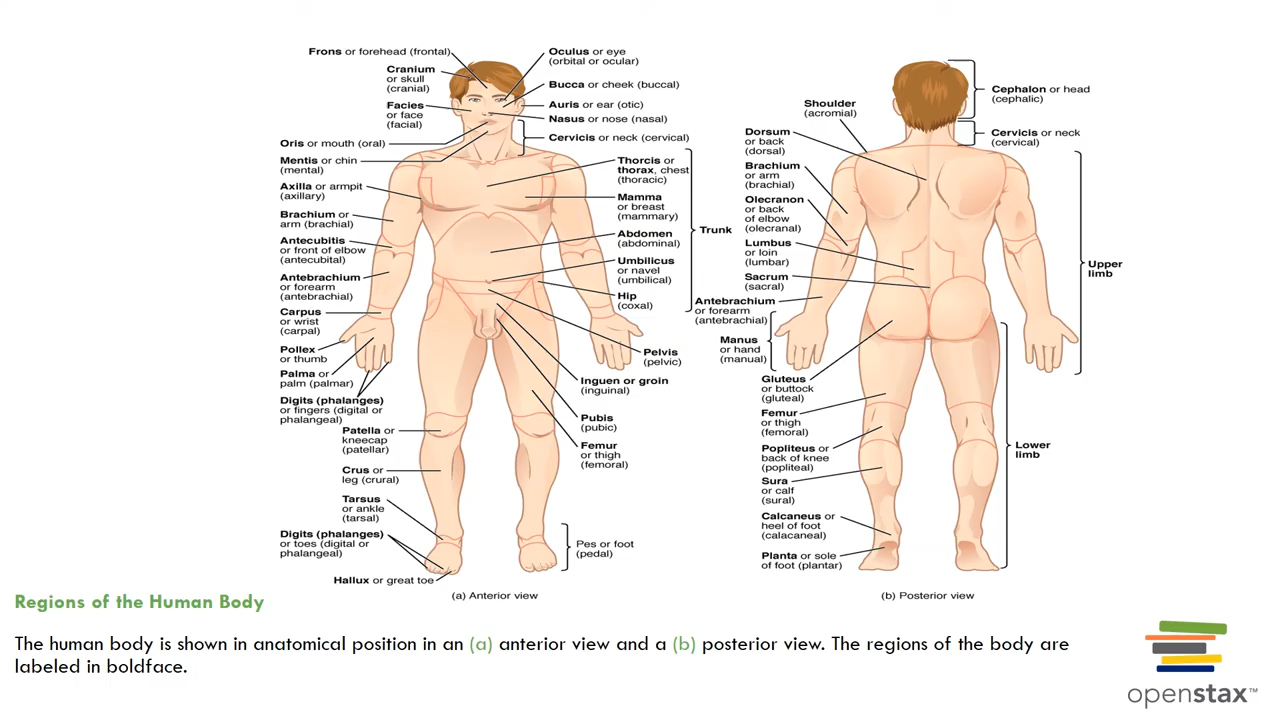 Frons or forehead (frontal)
Cranium
or skull
(cranial)
Facies
or face
(facial)
Oris or mouth (oral)
Mentis or chin
(mental)
Axilla or armpit
(axillary)
Brachium or
arm (brachial)
Antecubitis
or front of elbow
(antecubital)
Antebrachium
or forearm
(antebrachial)
Carpus
or wrist
(carpal)
Pollex
or thumb
Palma or
palm (palmar)
Digits (phalanges)
or fingers (digital or
phalangeal)
Patella or
kneecap
(patellar)
Crus or
leg (crural)
Tarsus
or ankle
(tarsal)
Digits (phalanges)
or toes (digital or
phalangeal)
Hallux or great toe
Oculus or eye
(orbital or ocular)
Bucca or cheek (buccal)
Auris or ear (otic)
Nasus or nose (nasal)
Cervicis or neck (cervical)
Thorcis or
thorax, chest
(thoracic)
Mamma
or breast
(mammary)
Abdomen
(abdominal)
Umbilicus
or navel
(umbilical)
Hip
(coxal)
Trunk
Pelvis
(pelvic)
Inguen or groin
(inguinal)
Pubis
(pubic)
Femur
or thigh
(femoral)
Pes or foot
(pedal)
(a) Anterior view
Shoulder
(acromial)
Dorsum
or back
(dorsal)
Brachium
or arm
(brachial)
Olecranon
or back
of elbow
(olecranal)
Lumbus
or loin
(lumbar)
Sacrum
(sacral)
Antebrachium
or forearm
(antebrachial)
Manus
or hand
(manual)
Gluteus
or buttock
(gluteal)
Femur
or thigh
(femoral)
Popliteus or
back of knee
(popliteal)
Sura
or calf
(sural)
Calcaneus or
heel of foot
(calacaneal)
Planta or sole
of foot (plantar)
Cephalon or head
(cephalic)
Cervicis or neck
(cervical)
Upper
limb
Lower
limb
(b) Posterior view
Regions of the Human Body
The human body is shown in anatomical position in an (a) anterior view and a (b) posterior view. The regions of the body are
labeled in boldface.
openstax™